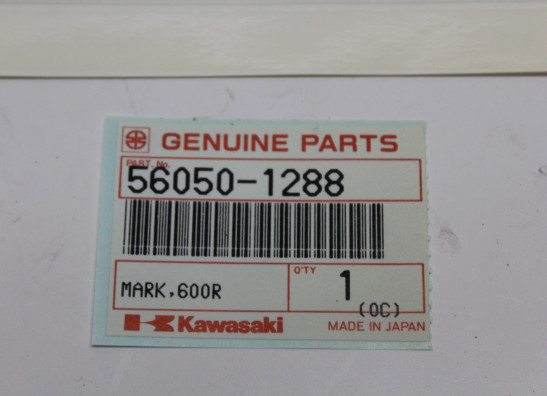 GENUINE PARTS
PART. No.
56050-1288
MARK,600R
Q'TY
1
(OC)
Kawasaki
MADE IN JAPAN